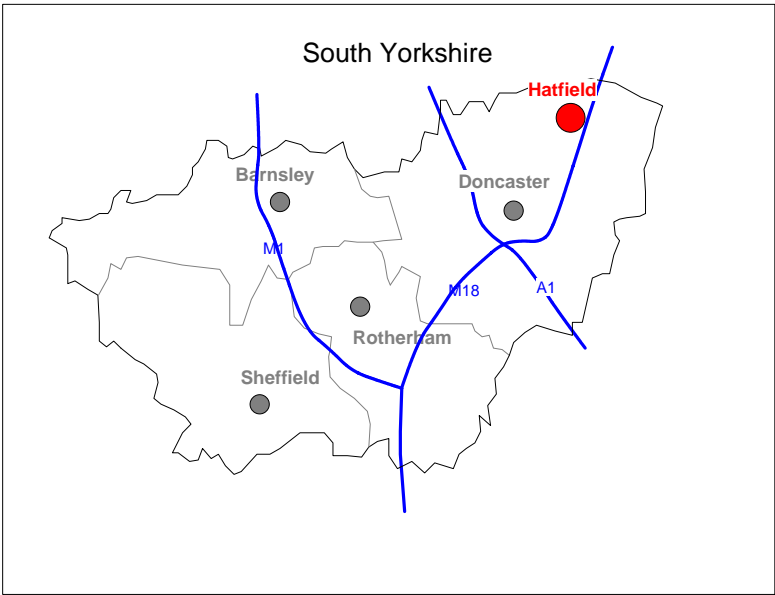 South Yorkshire
Hatfield
Barnsley
Doncaster
M1
M18
A1
Rotherham
Sheffield